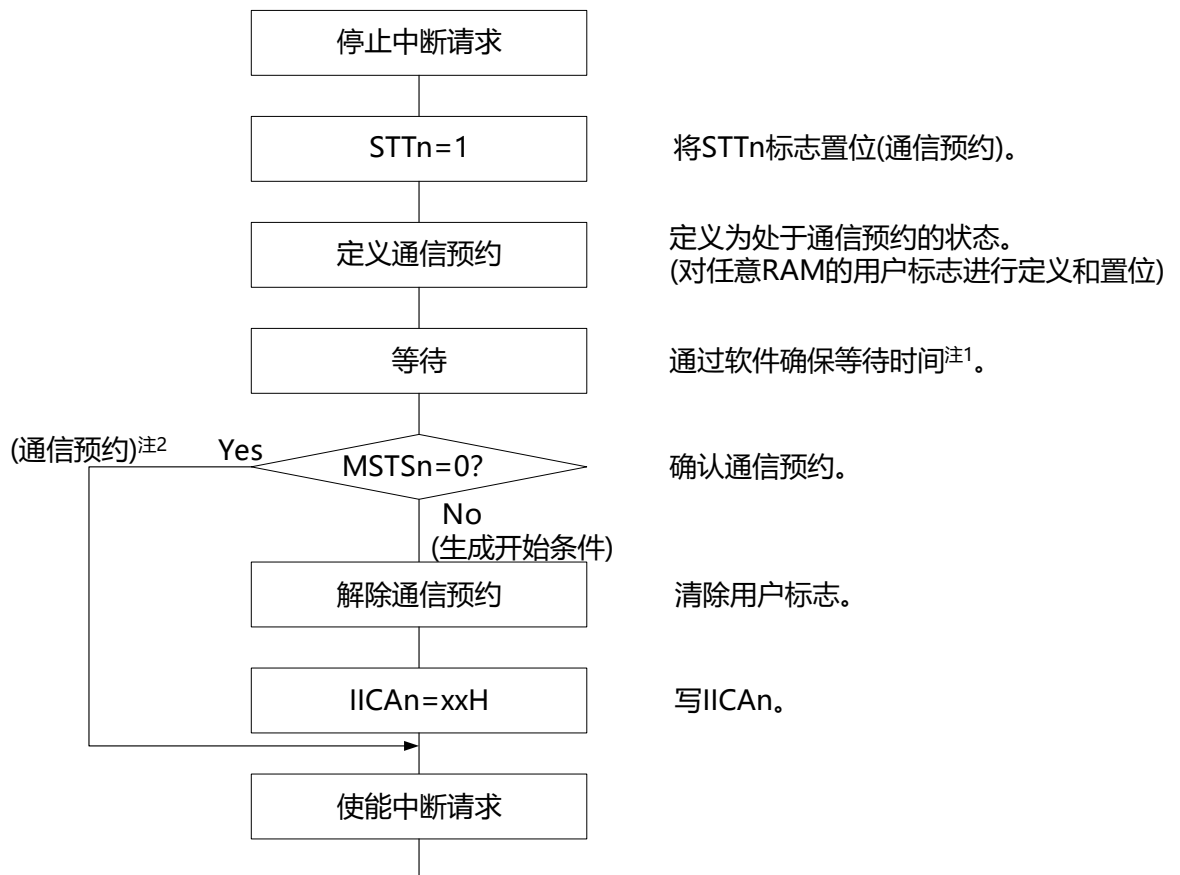 停止中断请求
STTn=1
将STTn标志置位(通信预约)。
定义通信预约
定义为处于通信预约的状态。
(对任意RAM的用户标志进行定义和置位)
等待
通过软件确保等待时间注1。
(通信预约)注2
Yes
MSTSn=0?
确认通信预约。
No
(生成开始条件)
解除通信预约
清除用户标志。
IICAn=xxH
写IICAn。
使能中断请求